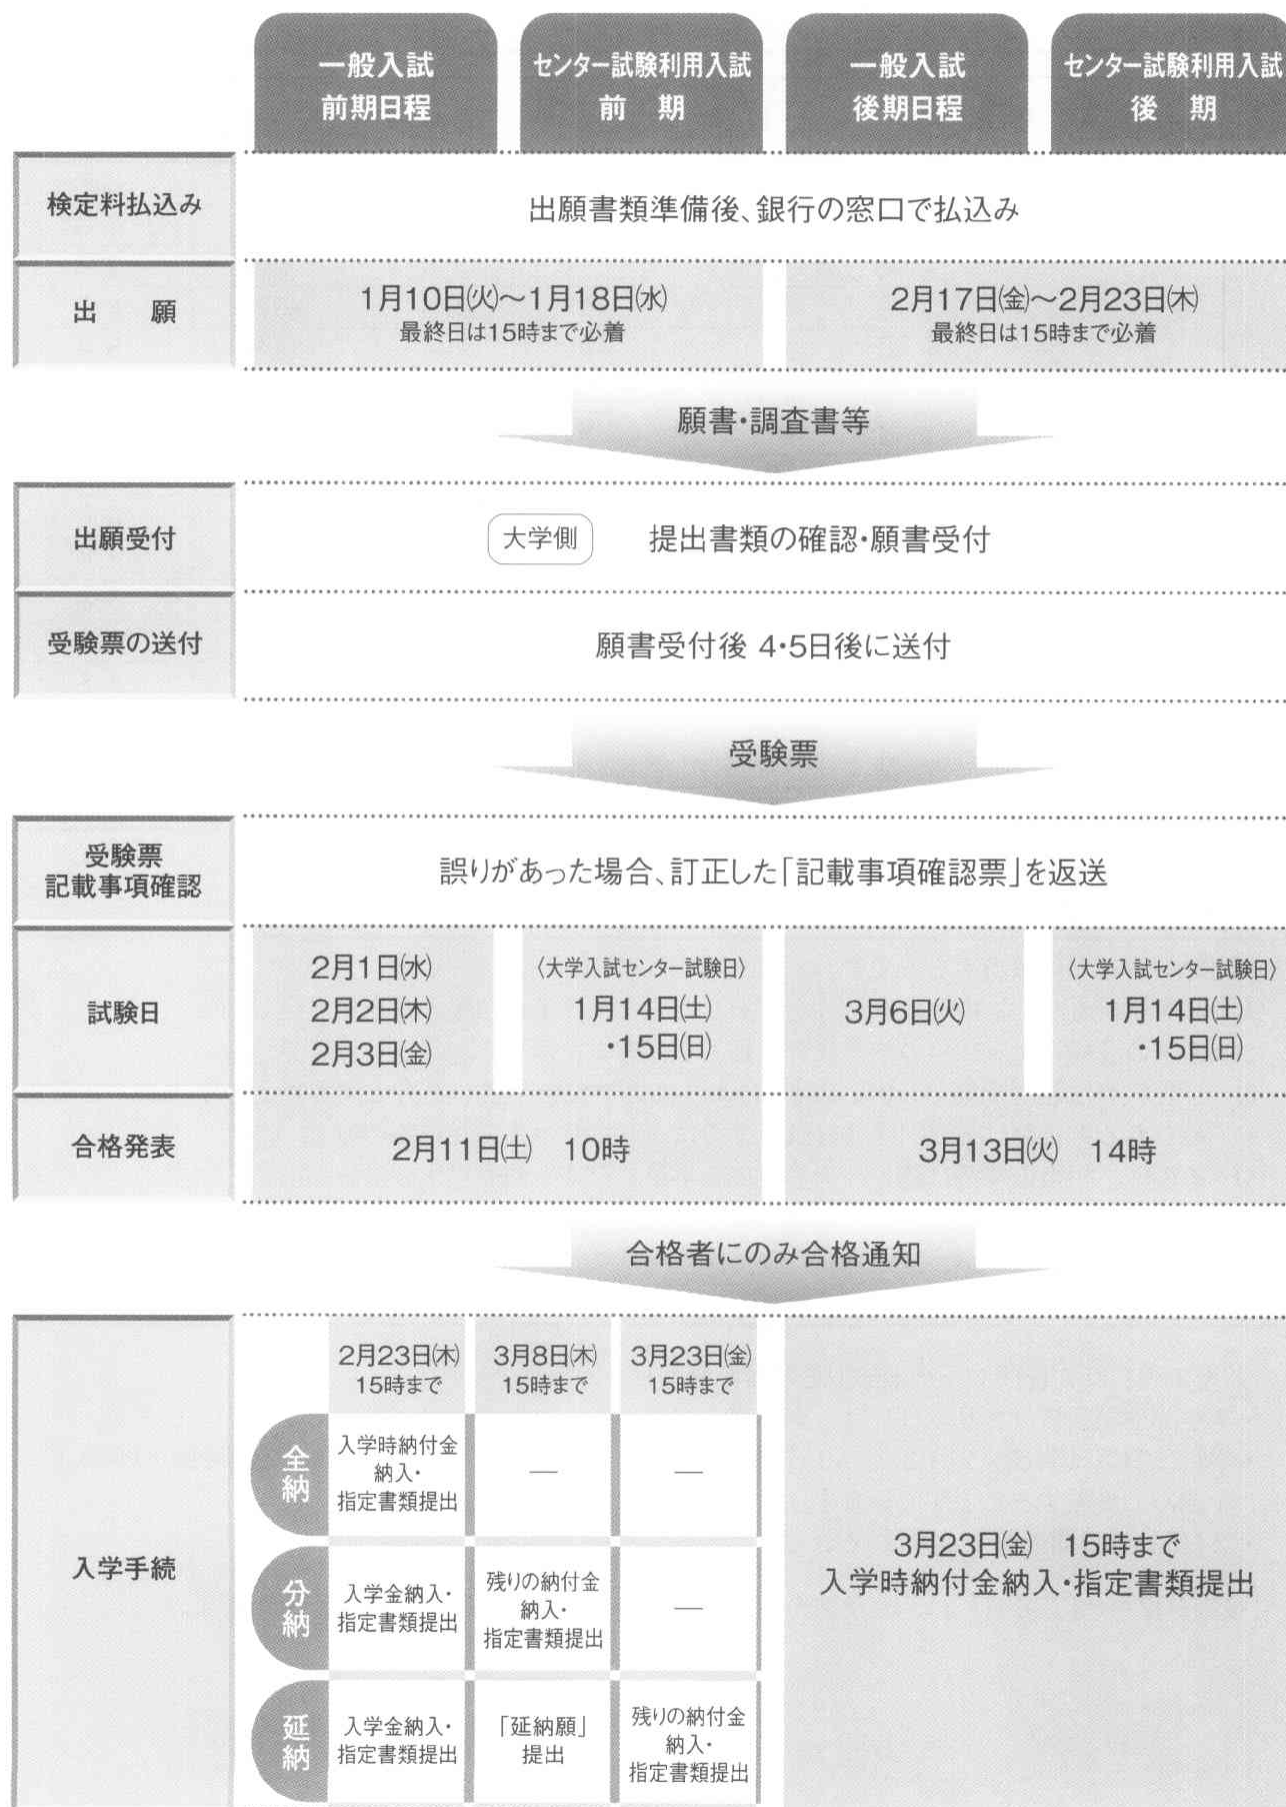 一般入試
前期日程
センター試験利用入試
前　期
一般入試
後期日程
センター試験利用入試
後　期
検定料払込み
出願書類準備後、銀行の窓口で払込み
出　願
1月10日㈫～1月18日㈬
最終日は15時まで必着
2月17日㈮～2月23日㈭
最終日は15時まで必着
願書・調査書等
出願受付
大学側　提出書類の確認・願書受付
受験票の送付
願書受付後 4・5日後に送付
受験票
受験票
記載事項確認
誤りがあった場合、訂正した「記載事項確認票」を返送
試験日
2月1日㈬
2月2日㈭
2月3日㈮
〈大学入試センター試験日〉
1月14日㈯
・15日㈰
3月6日㈫
〈大学入試センター試験日〉
1月14日㈯
・15日㈰
合格発表
2月11日㈯　10時
3月13日㈫　14時
合格者にのみ合格通知
入学手続
2月23日㈭
15時まで
3月8日㈭
15時まで
3月23日㈮
15時まで
全納
入学時納付金
納入・
指定書類提出
—
—
分納
入学金納入・
指定書類提出
残りの納付金
納入・
指定書類提出
—
延納
入学金納入・
指定書類提出
「延納願」
提出
残りの納付金
納入・
指定書類提出
3月23日㈮　15時まで
入学時納付金納入・指定書類提出